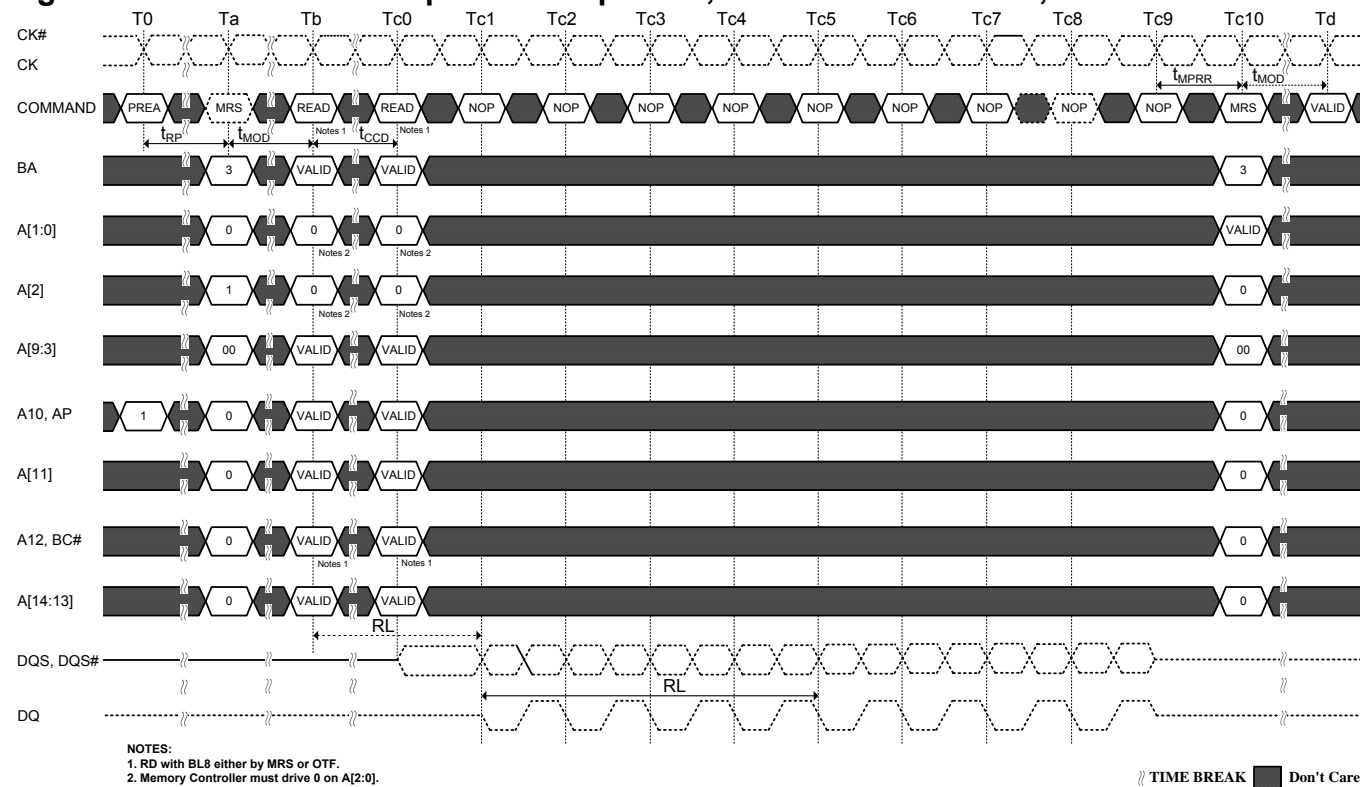 T0 Ta Tb Tc0 Tc1 Tc2 Tc3 Tc4 Tc5 Tc6 Tc7 Tc8 Tc9 Tc10 Td
CK#
CK
tMPRR tMOD
COMMAND PREA MRS READ READ NOP NOP NOP NOP NOP NOP NOP NOP NOP MRS VALID
Notes 1 Notes 1
tRP tMOD tCCD
BA 3 VALID VALID 3
A[1:0] 0 0 0 VALID
Notes 2 Notes 2
A[2] 1 0 0 0
Notes 2 Notes 2
A[9:3] 00 VALID VALID 00
A10, AP 1 0 VALID VALID 0
A[11] 0 VALID VALID 0
A12, BC# 0 VALID VALID 0
Notes 1 Notes 1
A[14:13] 0 VALID VALID 0
RL
DQS, DQS#
RL
DQ
NOTES:
1. RD with BL8 either by MRS or OTF.
2. Memory Controller must drive 0 on A[2:0].
TIME BREAK Don't Care